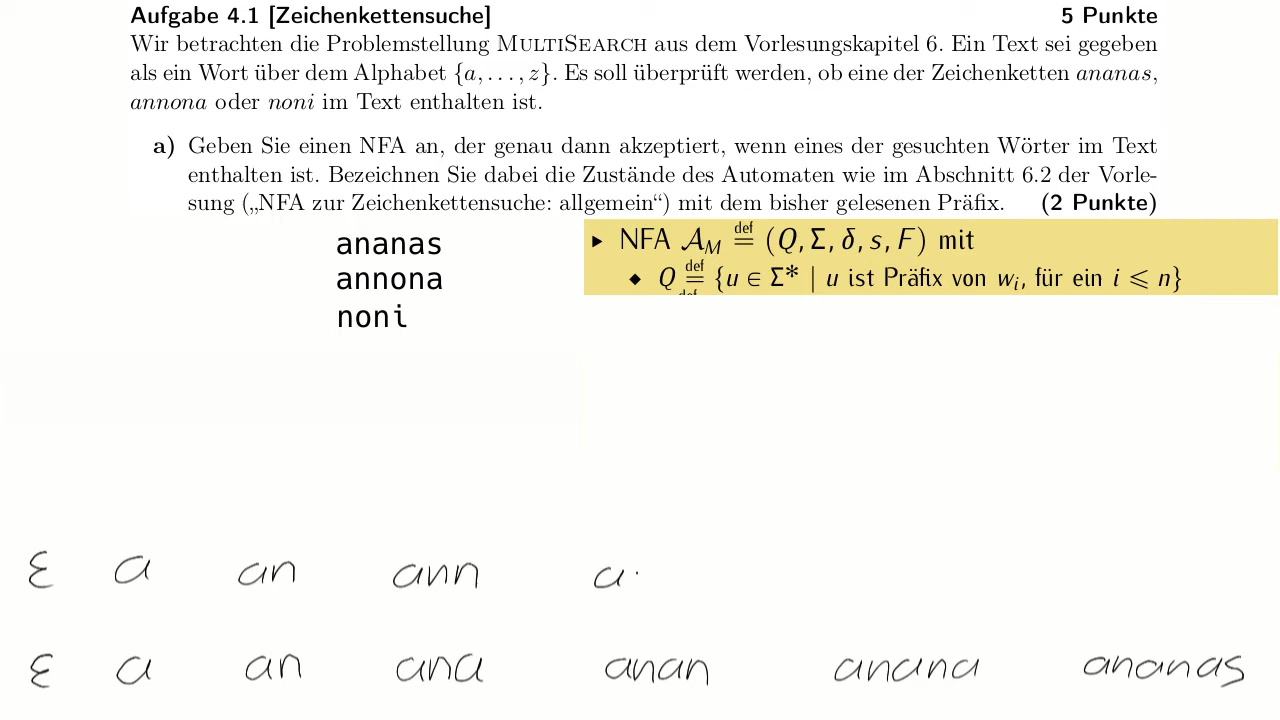 Aufgabe 4.1 [Zeichenkettensuche] 5 Punkte
Wir betrachten die Problemstellung MULTISEARCH aus dem Vorlesungskapitel 6. Ein Text sei gegeben
als ein Wort über dem Alphabet {a, . . . , z}. Es soll überprüft werden, ob eine der Zeichenketten ananas,
annona oder noni im Text enthalten ist.
a) Geben Sie einen NFA an, der genau dann akzeptiert, wenn eines der gesuchten Wörter im Text
enthalten ist. Bezeichnen Sie dabei die Zustände des Automaten wie im Abschnitt 6.2 der Vorle-
sung („NFA zur Zeichenkettensuche: allgemein“) mit dem bisher gelesenen Präfix. (2 Punkte)
ananas
annona
noni
▸ NFA 𝒜_M ≝ (Q, Σ, δ, s, F) mit
◆ Q ≝ {u ∈ Σ* | u ist Präfix von w_i, für ein i ⩽ n}
ε a an ann a
ε a an ana anan anana ananas